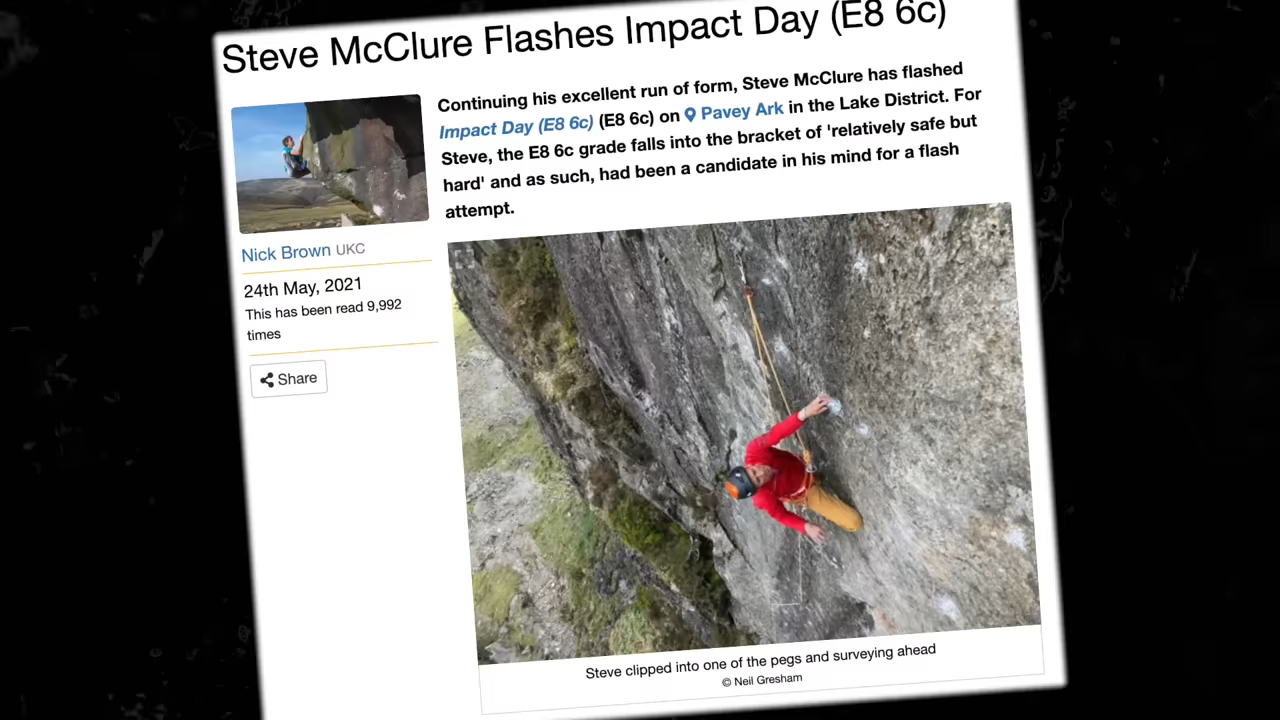 Steve McClure Flashes Impact Day (E8 6c)
Continuing his excellent run of form, Steve McClure has flashed
Impact Day (E8 6c) (E8 6c) on Pavey Ark in the Lake District. For
Steve, the E8 6c grade falls into the bracket of 'relatively safe but
hard' and as such, had been a candidate in his mind for a flash
attempt.
Nick Brown UKC
24th May, 2021
This has been read 9,992
times
Share
Steve clipped into one of the pegs and surveying ahead
© Neil Gresham